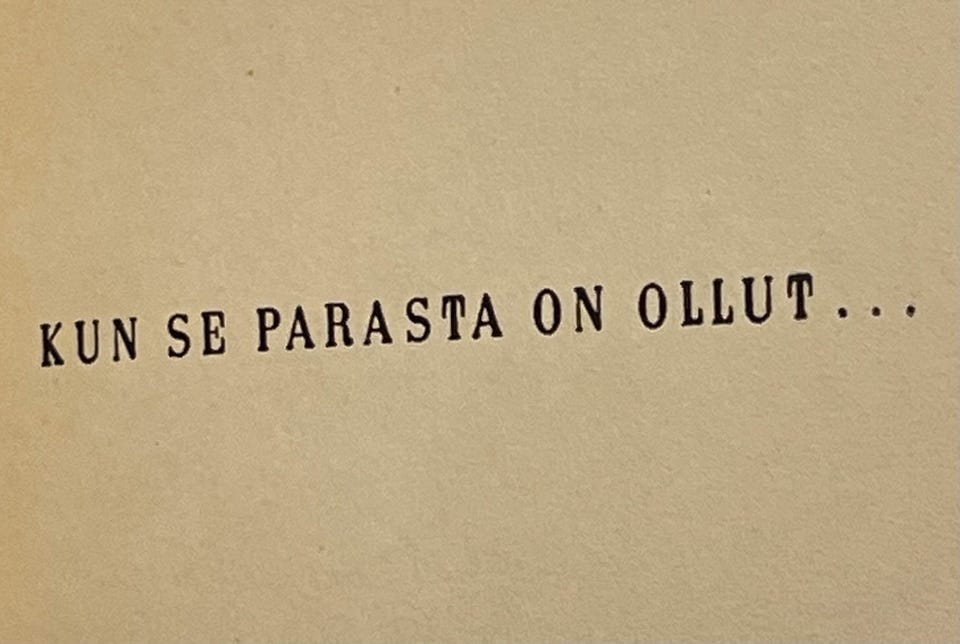 KUN SE PARASTA ON OLLUT...